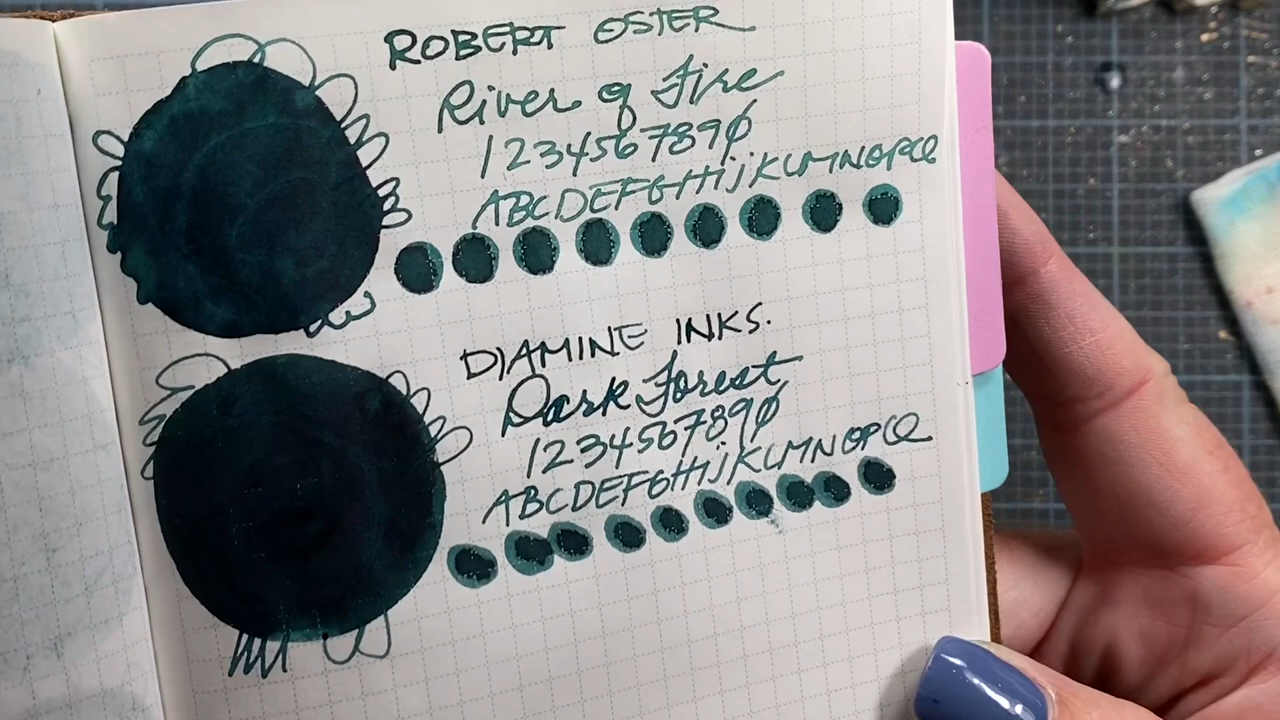 ROBERT OSTER
River of Fire
1234567890
ABCDEFGHijKLMNOPQ
DIAMINE INKS.
Dark Forest
1234567890
ABCDEFGHijKLMNOPQ